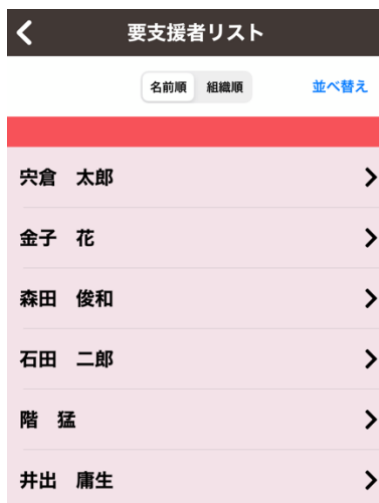 要支援者リスト
名前順 組織順 並べ替え
宍倉　太郎
金子　花
森田　俊和
石田　二郎
階　猛
井出　庸生